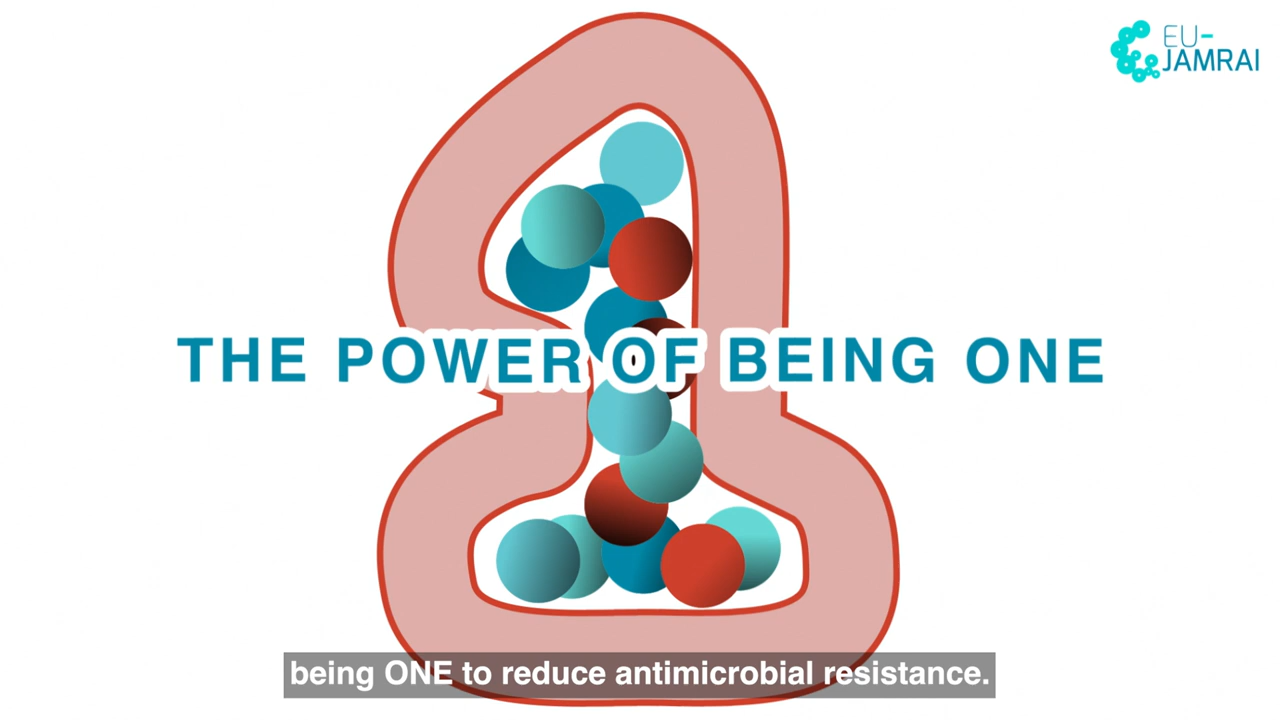 EU-
JAMRAI
THE POWER OF BEING ONE
being ONE to reduce antimicrobial resistance.